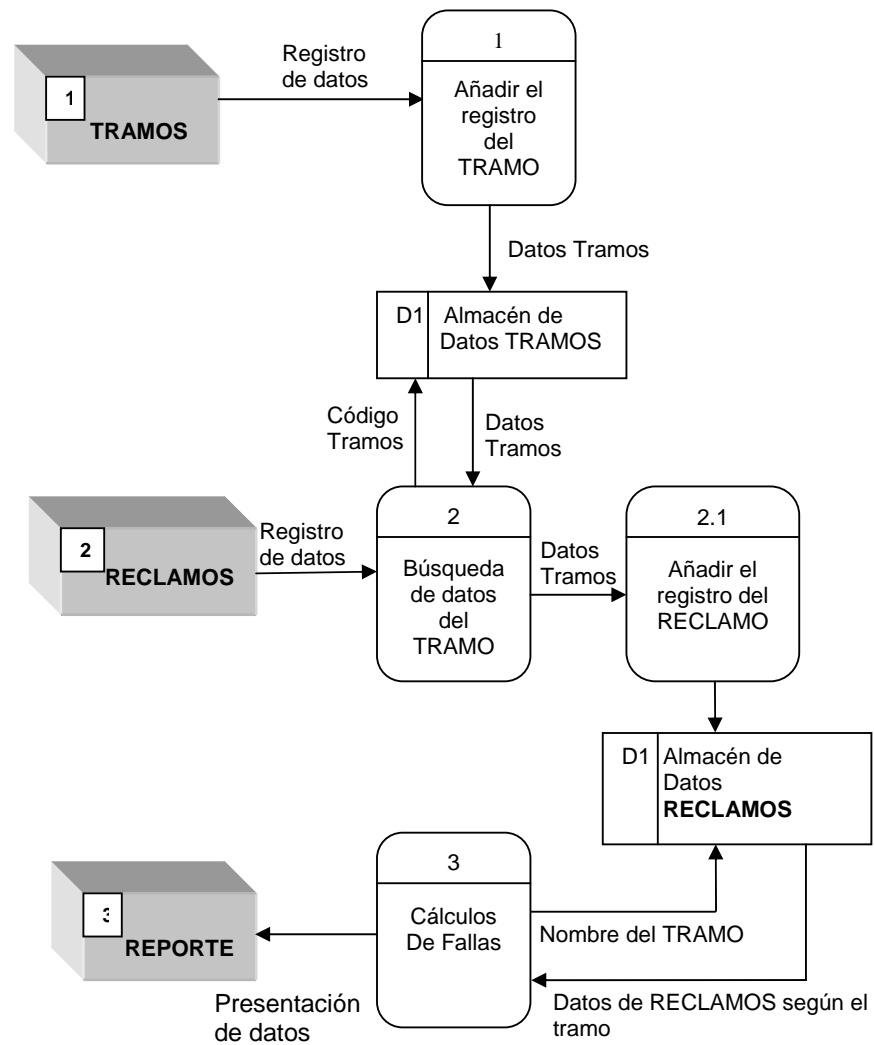 1
Registro
de datos
1
TRAMOS
Añadir el
registro
del
TRAMO
Datos Tramos
D1
Almacén de
Datos TRAMOS
Código
Tramos
Datos
Tramos
2
RECLAMOS
Registro
de datos
2
Búsqueda
de datos
del
TRAMO
Datos
Tramos
2.1
Añadir el
registro del
RECLAMO
D1
Almacén de
Datos
RECLAMOS
3
Cálculos
De Fallas
3
REPORTE
Nombre del TRAMO
Presentación
de datos
Datos de RECLAMOS según el
tramo